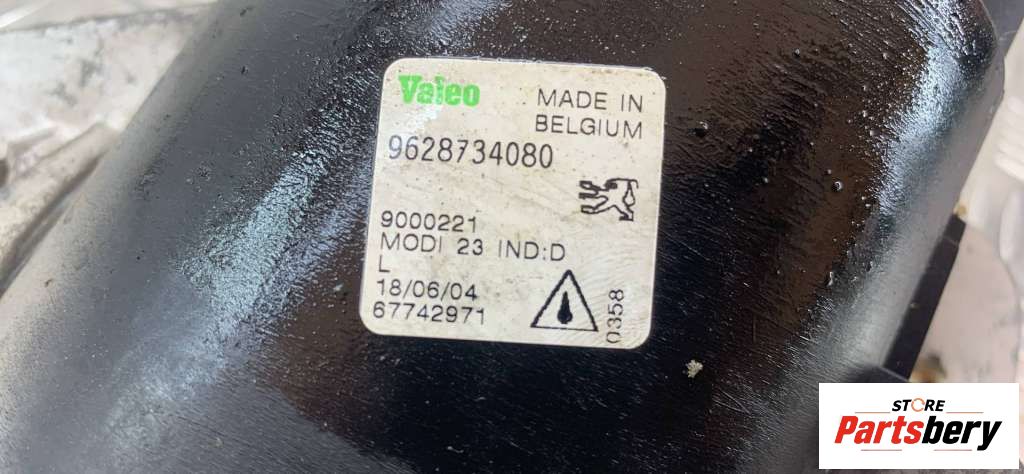 Valeo
MADE IN
BELGIUM
9628734080
9000221
MODI 23 IND:D
L
18/06/04
67742971
0358
STORE
Partsbery